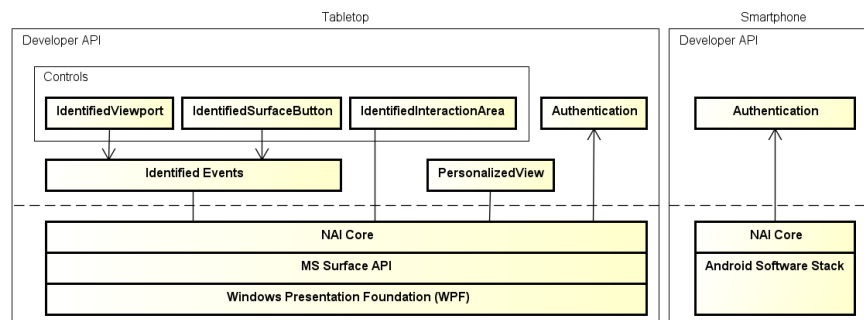 Tabletop
Smartphone
Developer API
Developer API
Controls
IdentifiedViewport
IdentifiedSurfaceButton
IdentifiedInteractionArea
Authentication
Authentication
Identified Events
PersonalizedView
NAI Core
NAI Core
MS Surface API
Android Software Stack
Windows Presentation Foundation (WPF)